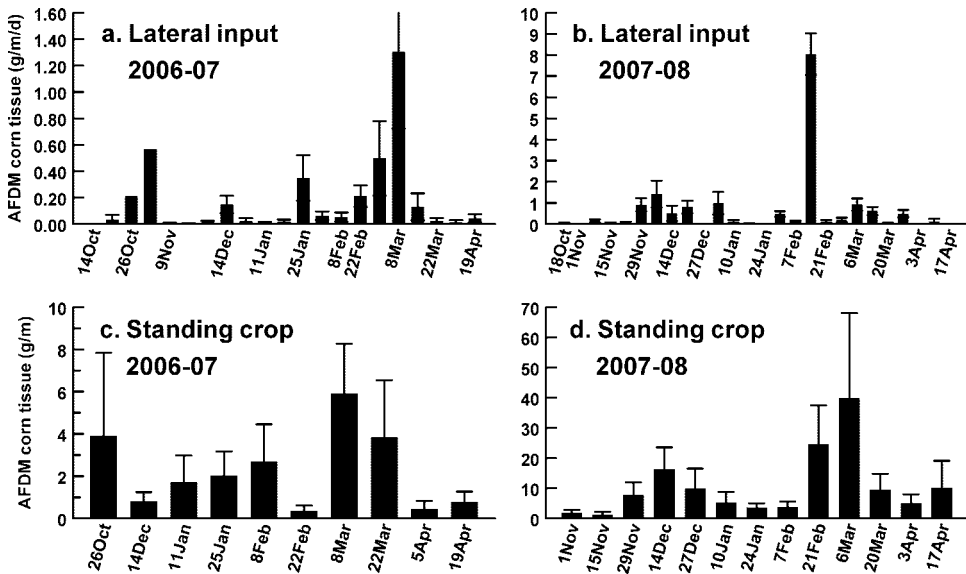 a. Lateral input
2006-07
AFDM corn tissue (g/m/d)
1.60
1.40
1.20
1.00
0.80
0.60
0.40
0.20
0.00
14Oct
26Oct
9Nov
14Dec
11Jan
25Jan
8Feb
22Feb
8Mar
22Mar
19Apr
b. Lateral input
2007-08
10
9
8
7
6
5
4
3
2
1
0
18Oct
1Nov
15Nov
29Nov
14Dec
27Dec
10Jan
24Jan
7Feb
21Feb
6Mar
20Mar
3Apr
17Apr
c. Standing crop
2006-07
AFDM corn tissue (g/m)
10
8
6
4
2
0
26Oct
14Dec
11Jan
25Jan
8Feb
22Feb
8Mar
22Mar
5Apr
19Apr
d. Standing crop
2007-08
70
60
50
40
30
20
10
0
1Nov
15Nov
29Nov
14Dec
27Dec
10Jan
24Jan
7Feb
21Feb
6Mar
20Mar
3Apr
17Apr